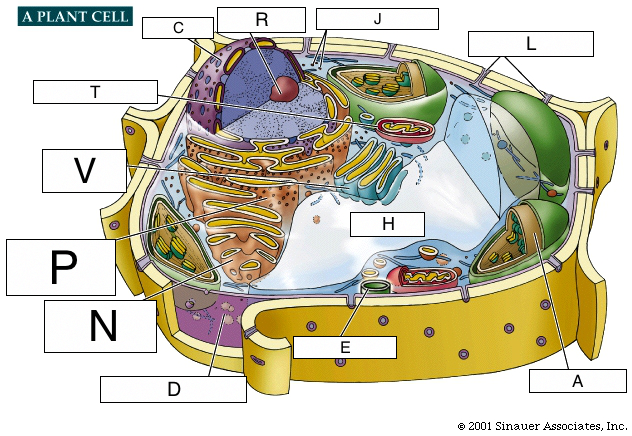 A PLANT CELL
C
R
J
L
T
V
H
P
N
E
D
A
© 2001 Sinauer Associates, Inc.